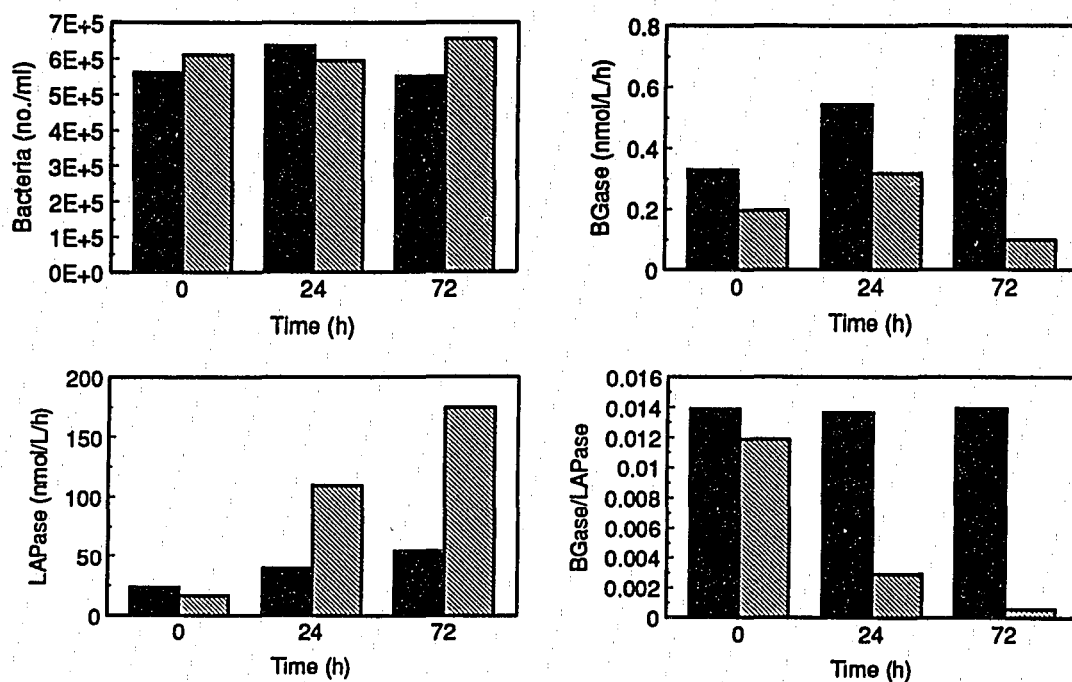 Bacteria (no./ml)
7E+5
6E+5
5E+5
4E+5
3E+5
2E+5
1E+5
0E+0
0 24 72
Time (h)
BGase (nmol/L/h)
0.8
0.6
0.4
0.2
0
0 24 72
Time (h)
LAPase (nmol/L/h)
200
150
100
50
0
0 24 72
Time (h)
BGase/LAPase
0.016
0.014
0.012
0.01
0.008
0.006
0.004
0.002
0
0 24 72
Time (h)